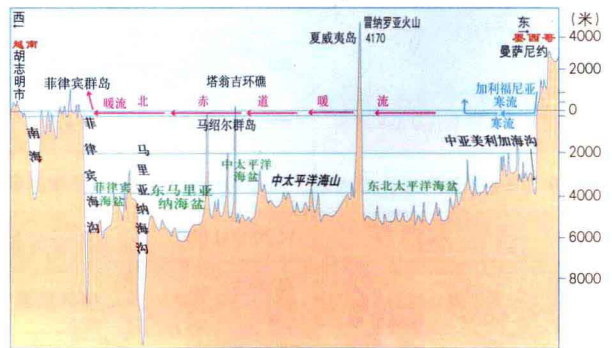 西↑
越南
胡志明市
菲律宾群岛
塔翁吉环礁
夏威夷岛
冒纳罗亚火山
4170
东↑
墨西哥
曼萨尼约
(米)
4000
2000
0
2000
4000
6000
8000
北赤道暖流
暖流
马绍尔群岛
加利福尼亚
寒流
寒流
中亚美利加海沟
南海
菲律宾海沟
菲律宾
海盆
马里亚纳海沟
东马里亚
纳海盆
中太平洋
海盆
中太平洋海山
东北太平洋海盆